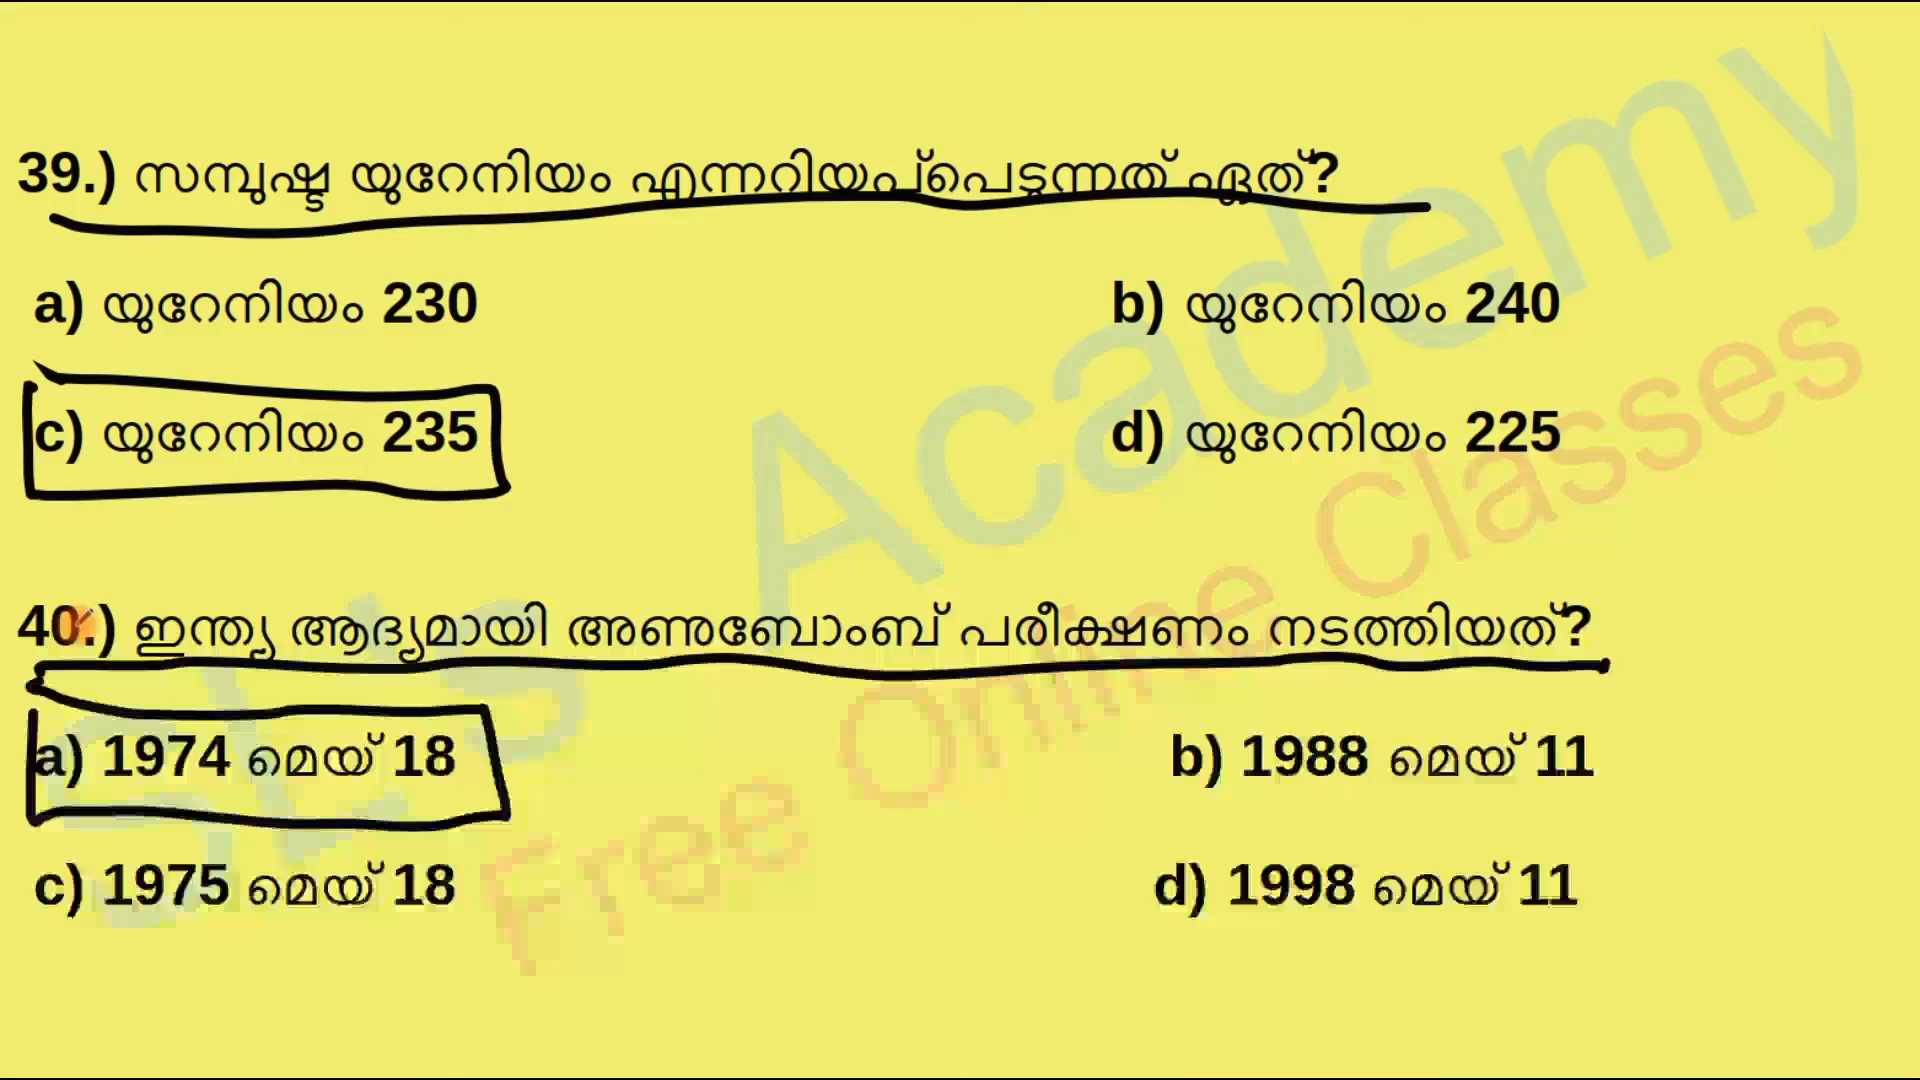 39.) സമ്പുഷ്ട യുറേനിയം എന്നറിയപ്പെടുന്നത് ഏത്?
a) യുറേനിയം 230 b) യുറേനിയം 240
c) യുറേനിയം 235 d) യുറേനിയം 225
40.) ഇന്ത്യ ആദ്യമായി അണുബോംബ് പരീക്ഷണം നടത്തിയത്?
a) 1974 മെയ് 18 b) 1988 മെയ് 11
c) 1975 മെയ് 18 d) 1998 മെയ് 11
Academy
Free Online Classes